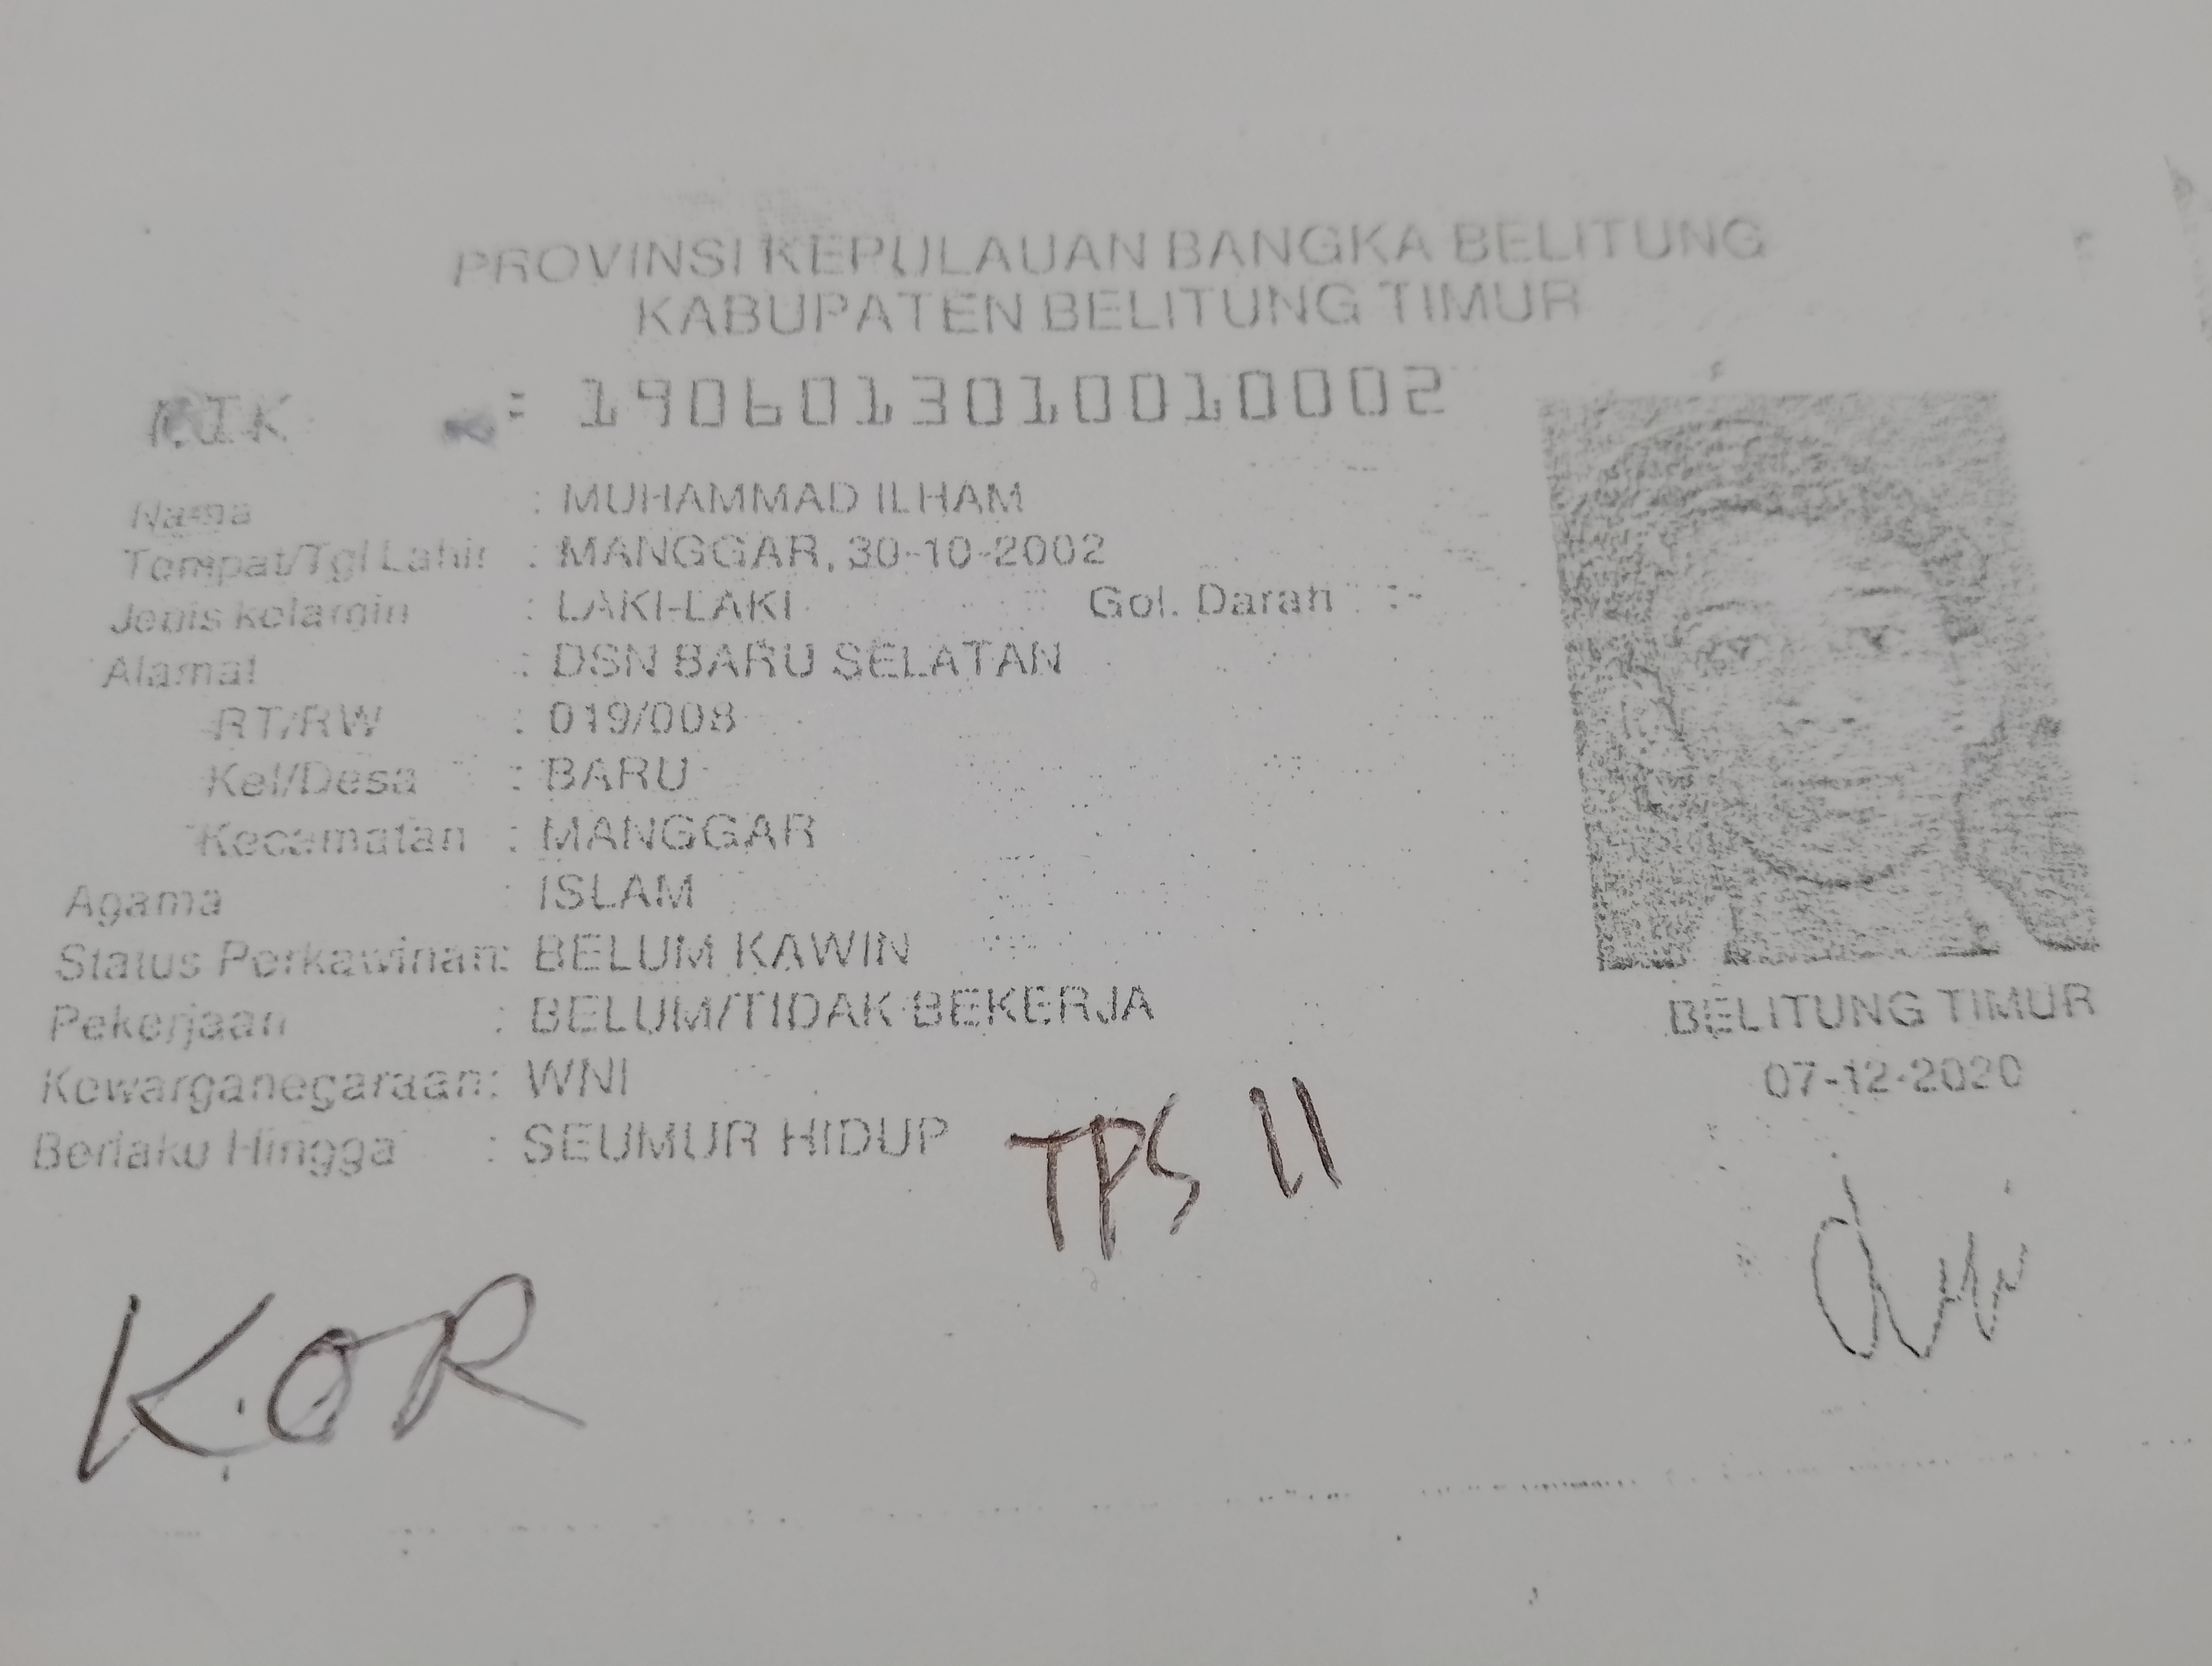 PROVINSI KEPULAUAN BANGKA BELITUNG
KABUPATEN BELITUNG TIMUR
NIK : 1906013010010002
Nama : MUHAMMAD ILHAM
Tempat/Tgl Lahir : MANGGAR, 30-10-2002
Jenis kelamin : LAKI-LAKI Gol. Darah : -
Alamat : DSN BARU SELATAN
RT/RW : 019/008
Kel/Desa : BARU
Kecamatan : MANGGAR
Agama : ISLAM
Status Perkawinan: BELUM KAWIN
Pekerjaan : BELUM/TIDAK BEKERJA
Kewarganegaraan: WNI
Berlaku Hingga : SEUMUR HIDUP
BELITUNG TIMUR
07-12-2020
TPS 11
KOR